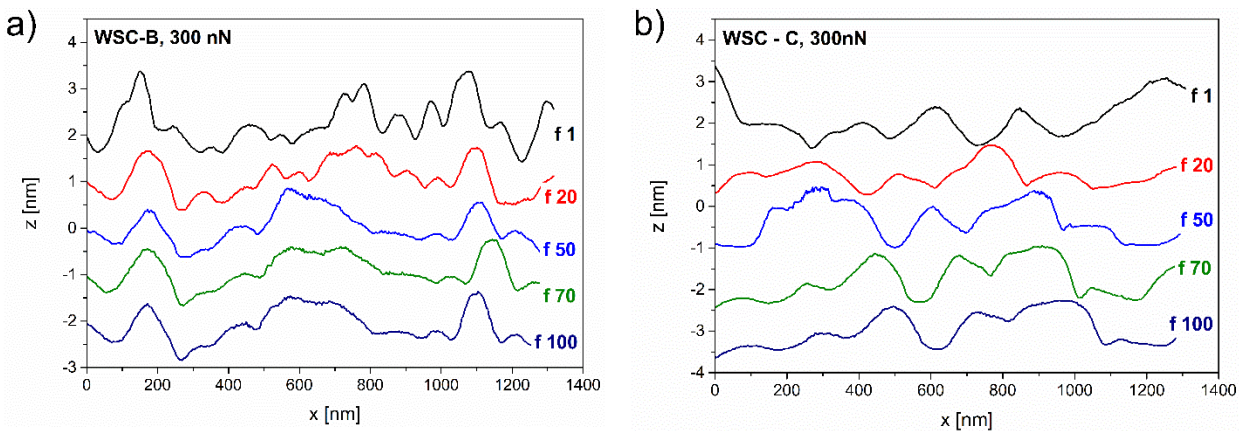 a)
WSC-B, 300 nN
z [nm]
4
3
2
1
0
-1
-2
-3
f 1
f 20
f 50
f 70
f 100
0 200 400 600 800 1000 1200 1400
x [nm]
b)
WSC - C, 300nN
z [nm]
5
4
3
2
1
0
-1
-2
-3
-4
f 1
f 20
f 50
f 70
f 100
0 200 400 600 800 1000 1200 1400
x [nm]